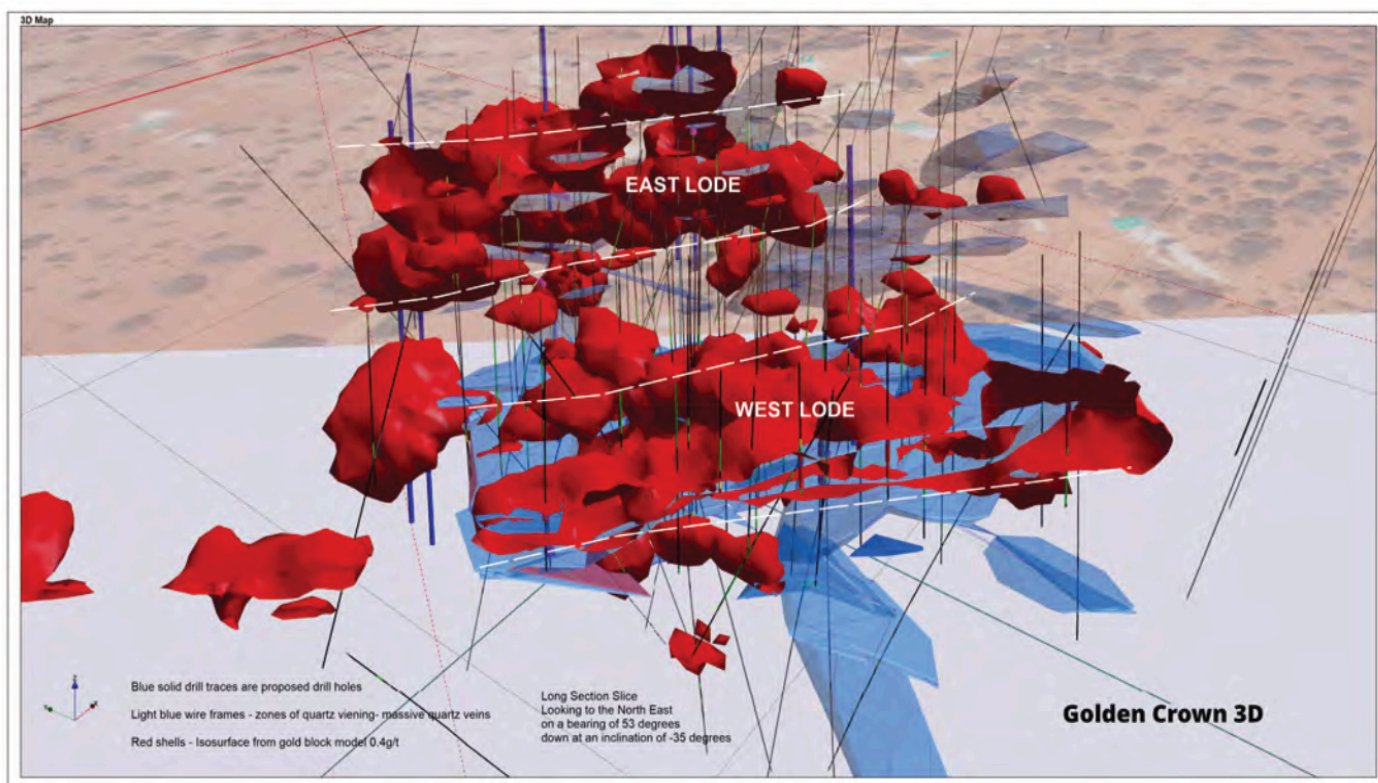 3D Map
EAST LODE
WEST LODE
Blue solid drill traces are proposed drill holes
Light blue wire frames - zones of quartz viening- massive quartz veins
Red shells - Isosurface from gold block model 0.4g/t
Long Section Slice
Looking to the North East
on a bearing of 53 degrees
down at an inclination of -35 degrees
Golden Crown 3D
Z